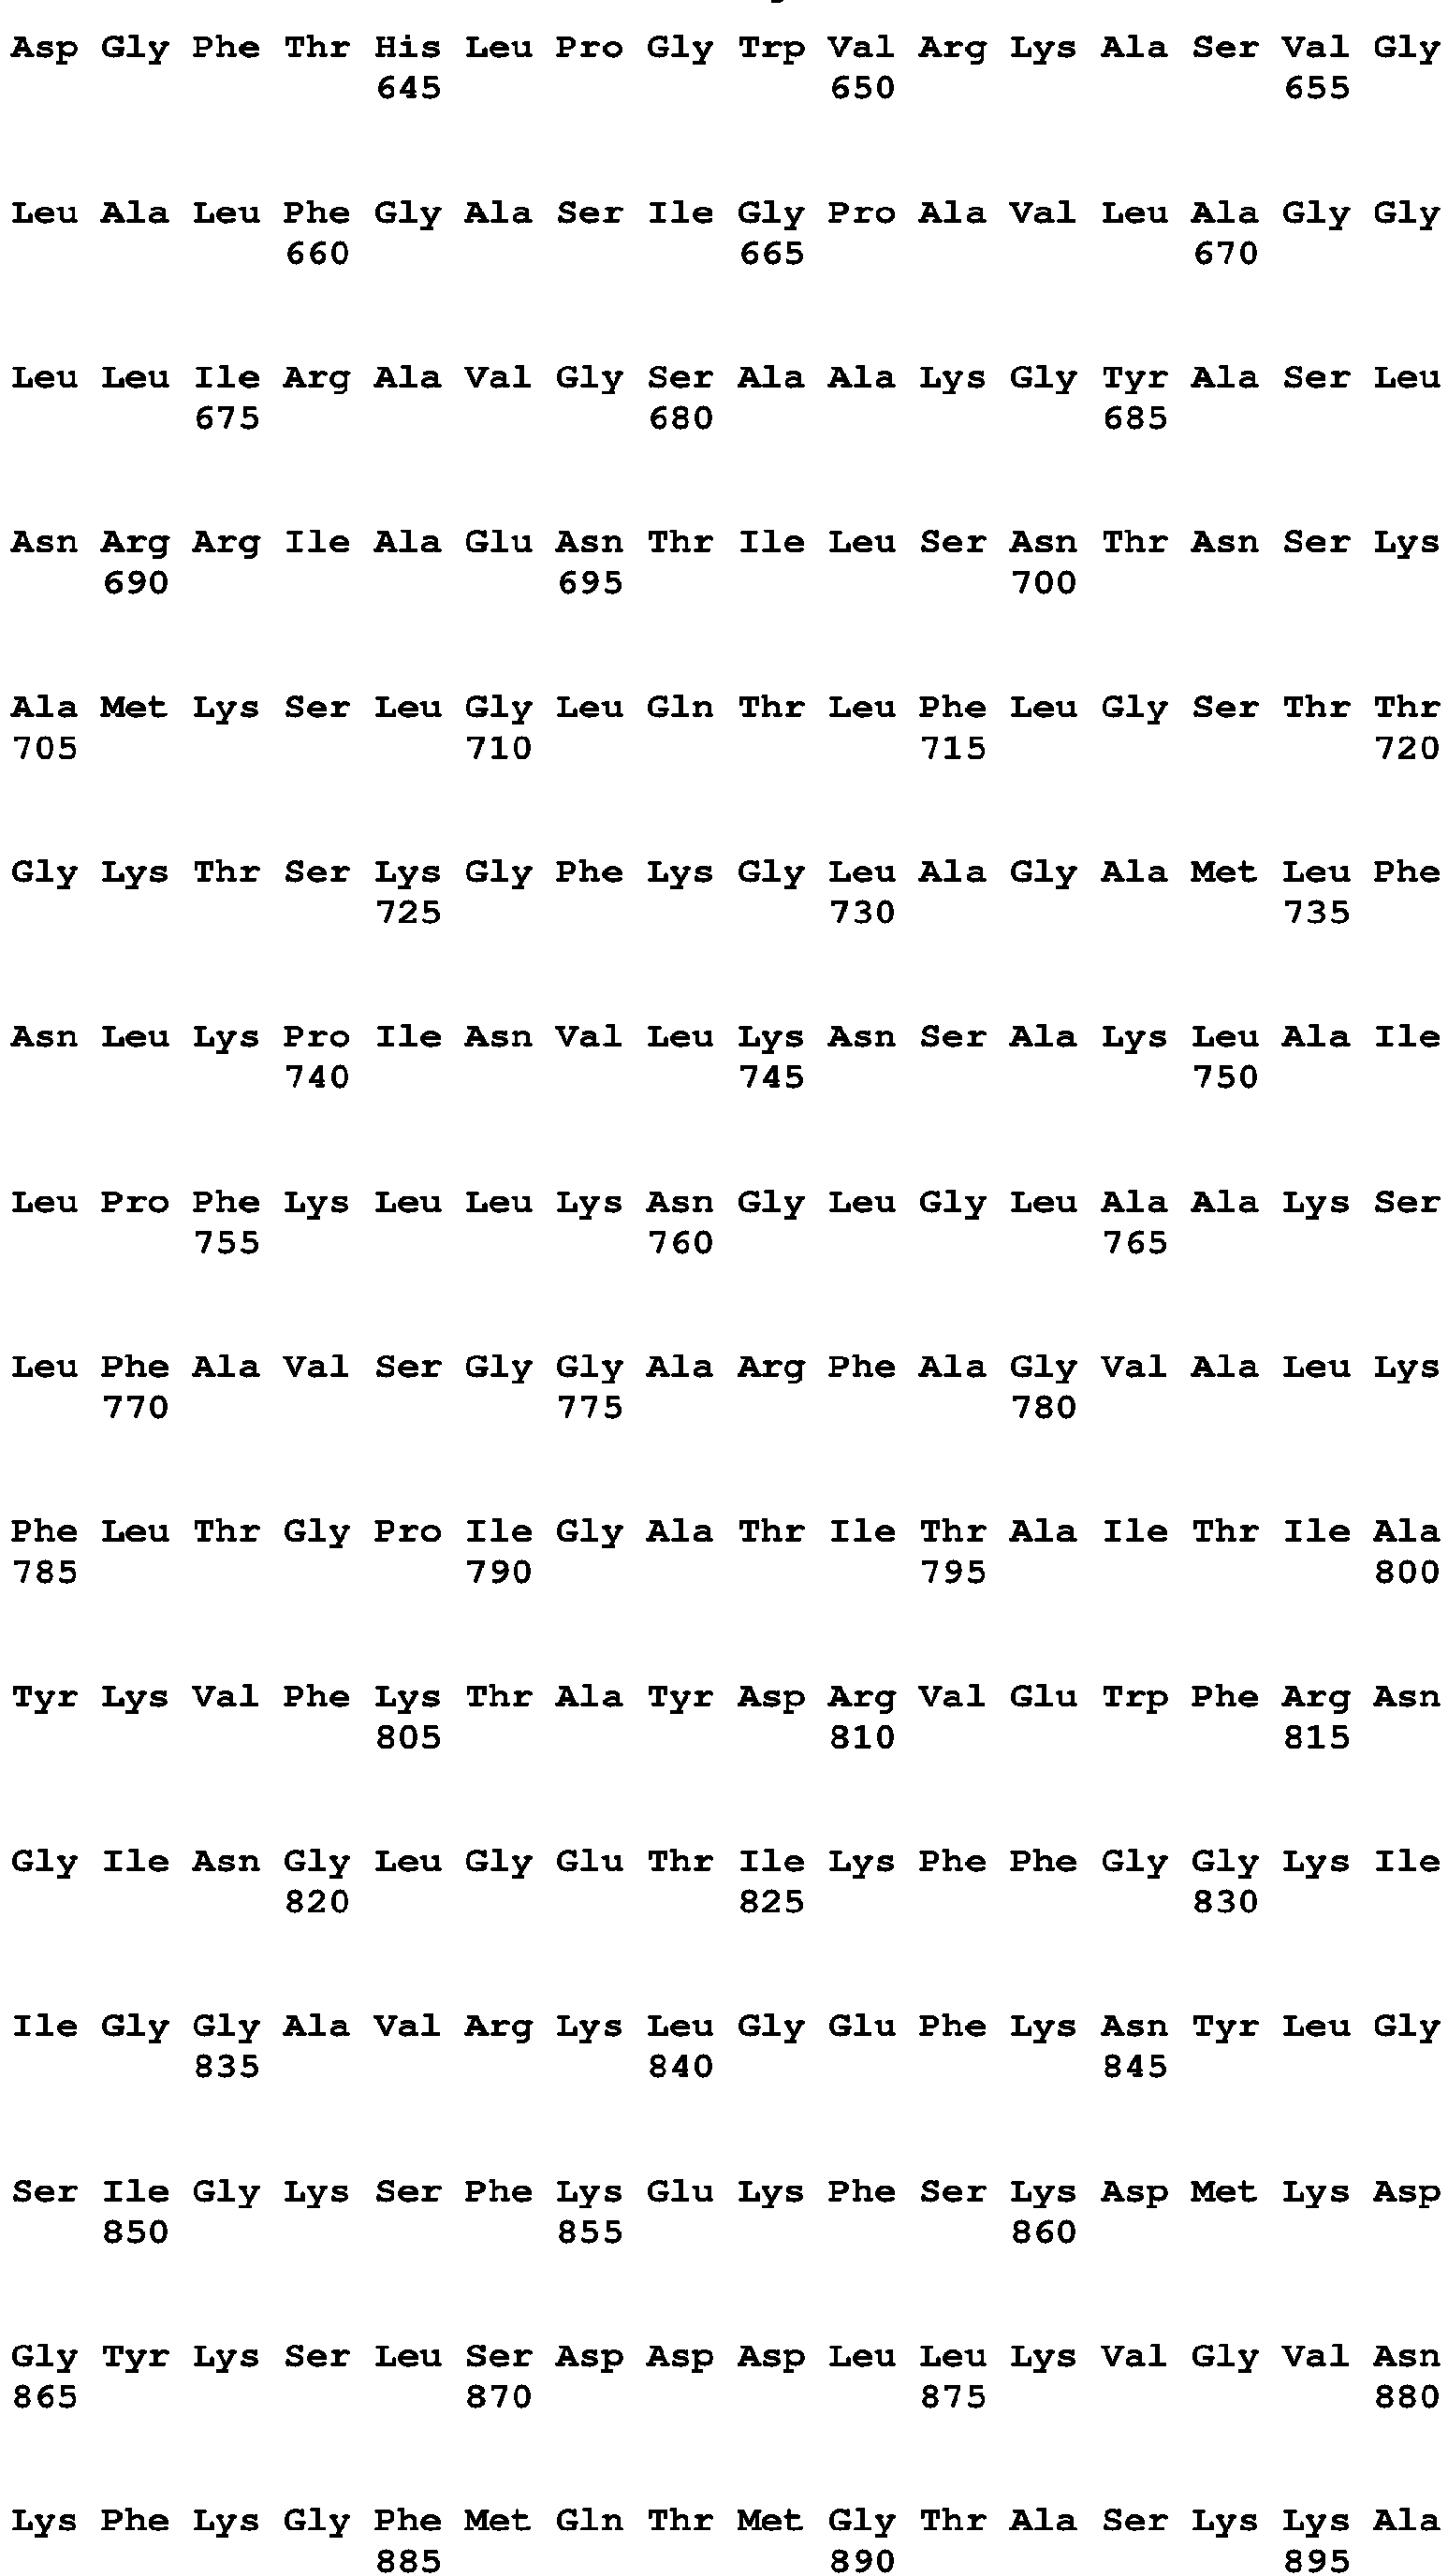 Asp Gly Phe Thr His Leu Pro Gly Trp Val Arg Lys Ala Ser Val Gly
645 650 655
Leu Ala Leu Phe Gly Ala Ser Ile Gly Pro Ala Val Leu Ala Gly Gly
660 665 670
Leu Leu Ile Arg Ala Val Gly Ser Ala Ala Lys Gly Tyr Ala Ser Leu
675 680 685
Asn Arg Arg Ile Ala Glu Asn Thr Ile Leu Ser Asn Thr Asn Ser Lys
690 695 700
Ala Met Lys Ser Leu Gly Leu Gln Thr Leu Phe Leu Gly Ser Thr Thr
705 710 715 720
Gly Lys Thr Ser Lys Gly Phe Lys Gly Leu Ala Gly Ala Met Leu Phe
725 730 735
Asn Leu Lys Pro Ile Asn Val Leu Lys Asn Ser Ala Lys Leu Ala Ile
740 745 750
Leu Pro Phe Lys Leu Leu Lys Asn Gly Leu Gly Leu Ala Ala Lys Ser
755 760 765
Leu Phe Ala Val Ser Gly Gly Ala Arg Phe Ala Gly Val Ala Leu Lys
770 775 780
Phe Leu Thr Gly Pro Ile Gly Ala Thr Ile Thr Ala Ile Thr Ile Ala
785 790 795 800
Tyr Lys Val Phe Lys Thr Ala Tyr Asp Arg Val Glu Trp Phe Arg Asn
805 810 815
Gly Ile Asn Gly Leu Gly Glu Thr Ile Lys Phe Phe Gly Gly Lys Ile
820 825 830
Ile Gly Gly Ala Val Arg Lys Leu Gly Glu Phe Lys Asn Tyr Leu Gly
835 840 845
Ser Ile Gly Lys Ser Phe Lys Glu Lys Phe Ser Lys Asp Met Lys Asp
850 855 860
Gly Tyr Lys Ser Leu Ser Asp Asp Asp Leu Leu Lys Val Gly Val Asn
865 870 875 880
Lys Phe Lys Gly Phe Met Gln Thr Met Gly Thr Ala Ser Lys Lys Ala
885 890 895